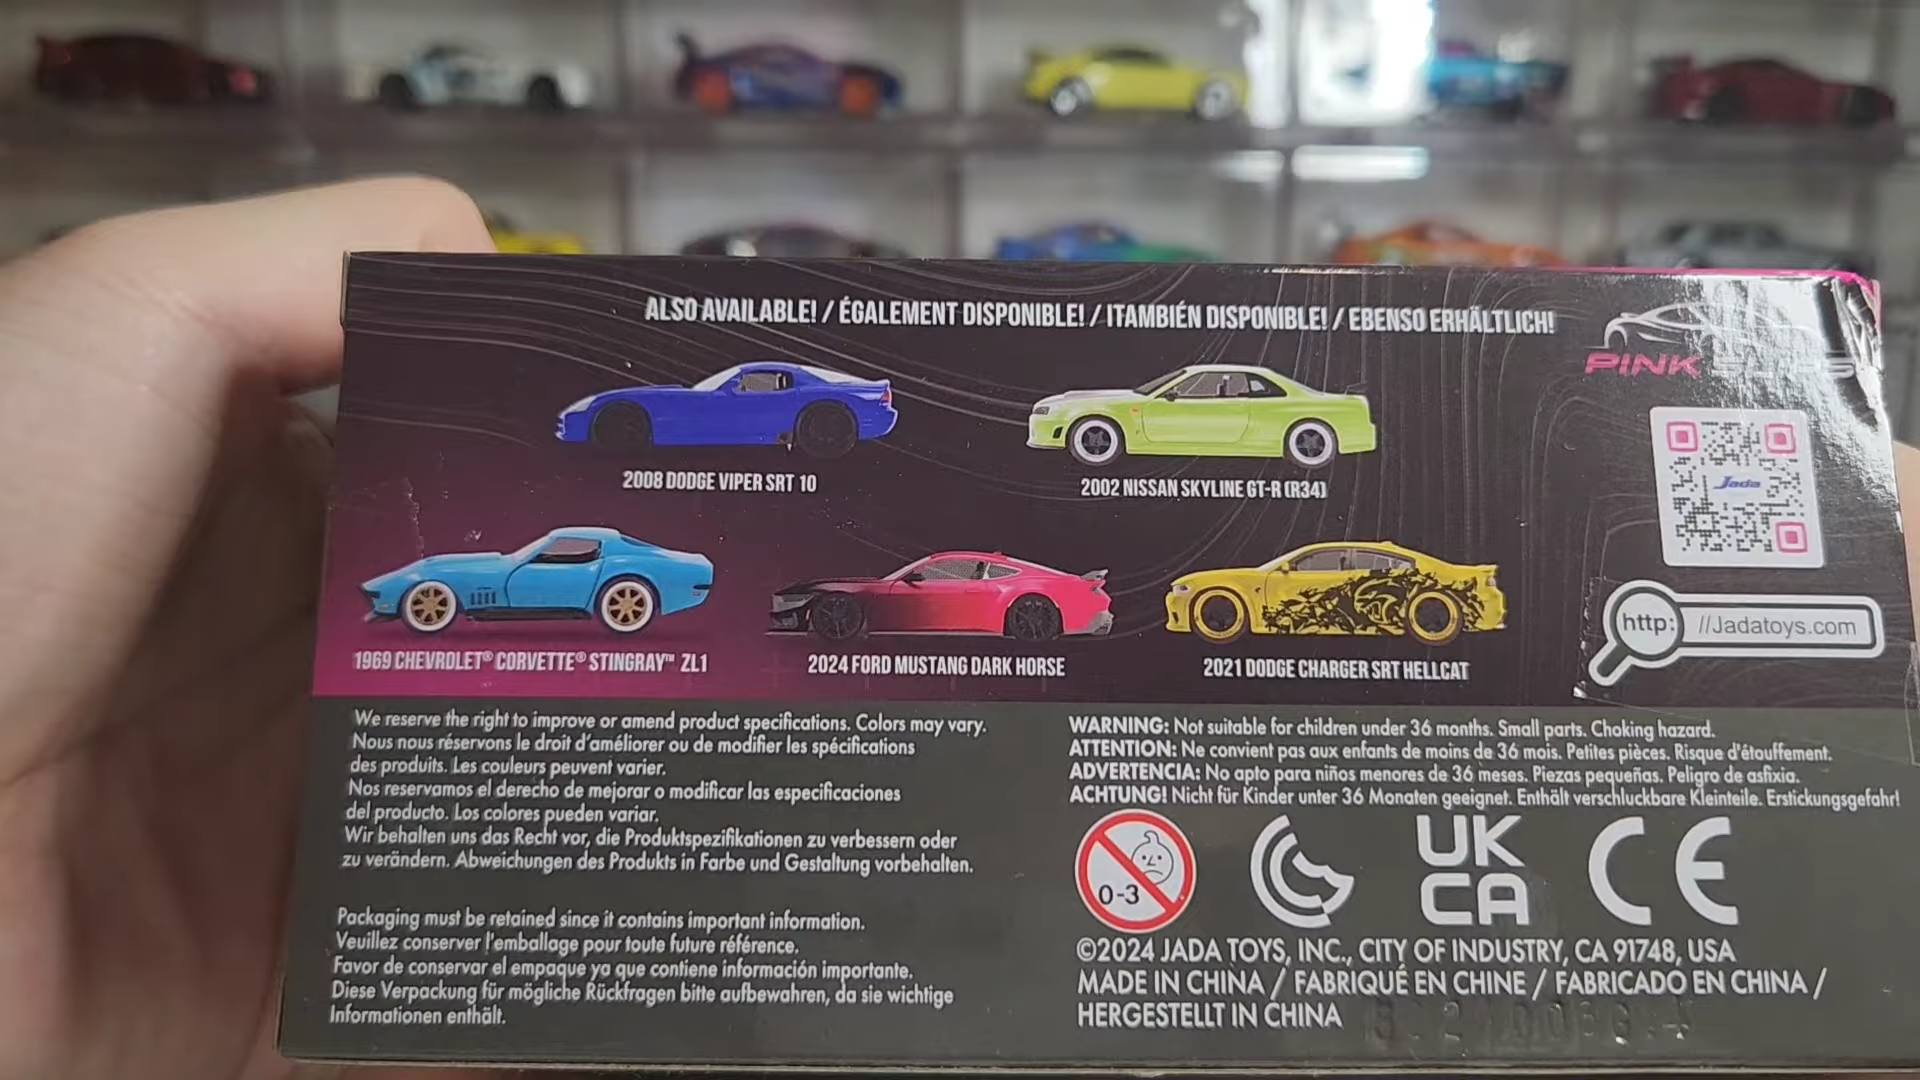 ALSO AVAILABLE! / ÉGALEMENT DISPONIBLE! / ITAMBIÉN DISPONIBLE! / EBENSO ERHÄLTLICH!
PINK
2008 DODGE VIPER SRT 10
2002 NISSAN SKYLINE GT-R (R34)
Jada
1969 CHEVROLET® CORVETTE® STINGRAY™ ZL1
2024 FORD MUSTANG DARK HORSE
2021 DODGE CHARGER SRT HELLCAT
http: //Jadatoys.com
We reserve the right to improve or amend product specifications. Colors may vary.
Nous nous réservons le droit d'améliorer ou de modifier les spécifications
des produits. Les couleurs peuvent varier.
Nos reservamos el derecho de mejorar o modificar las especificaciones
del producto. Los colores pueden variar.
Wir behalten uns das Recht vor, die Produktspezifikationen zu verbessern oder
zu verändern. Abweichungen des Produkts in Farbe und Gestaltung vorbehalten.
Packaging must be retained since it contains important information.
Veuillez conserver l'emballage pour toute future référence.
Favor de conservar el empaque ya que contiene información importante.
Diese Verpackung für mögliche Rückfragen bitte aufbewahren, da sie wichtige
Informationen enthält.
WARNING: Not suitable for children under 36 months. Small parts. Choking hazard.
ATTENTION: Ne convient pas aux enfants de moins de 36 mois. Petites pièces. Risque d'étouffement.
ADVERTENCIA: No apto para niños menores de 36 meses. Piezas pequeñas. Peligro de asfixia.
ACHTUNG! Nicht für Kinder unter 36 Monaten geeignet. Enthält verschluckbare Kleinteile. Erstickungsgefahr!
0-3
UK
CA
CE
©2024 JADA TOYS, INC., CITY OF INDUSTRY, CA 91748, USA
MADE IN CHINA / FABRIQUÉ EN CHINE / FABRICADO EN CHINA /
HERGESTELLT IN CHINA